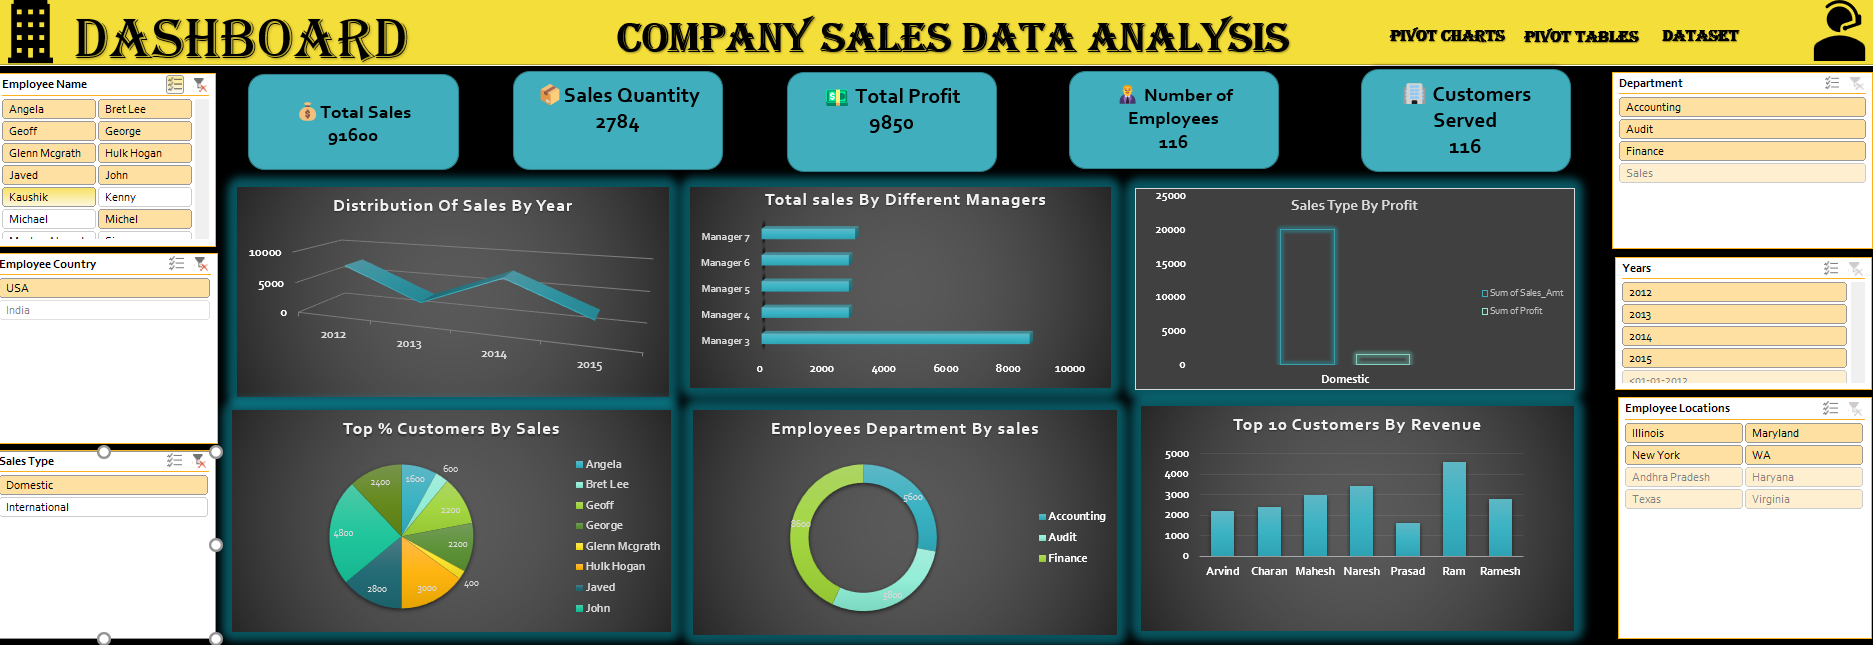 DASHBOARD
COMPANY SALES DATA ANALYSIS
PIVOT CHARTS PIVOT TABLES DATASET
Employee Name
Angela Bret Lee
Geoff George
Glenn Mcgrath Hulk Hogan
Javed John
Kaushik Kenny
Michael Michel
Employee Country
USA
India
Sales Type
Domestic
International
Total Sales
91600
Sales Quantity
2784
Total Profit
9850
Number of
Employees
116
Customers
Served
116
Distribution Of Sales By Year
10000
5000
0
2012
2013
2014
2015
Total sales By Different Managers
Manager 7
Manager 6
Manager 5
Manager 4
Manager 3
0 2000 4000 6000 8000 10000
Sales Type By Profit
25000
20000
15000
10000
5000
0
Domestic
Sum of Sales_Amt
Sum of Profit
Top % Customers By Sales
1600
600
2200
2200
400
3000
2800
4800
2400
Angela
Bret Lee
Geoff
George
Glenn Mcgrath
Hulk Hogan
Javed
John
Employees Department By sales
5600
5800
8600
Accounting
Audit
Finance
Top 10 Customers By Revenue
5000
4000
3000
2000
1000
0
Arvind Charan Mahesh Naresh Prasad Ram Ramesh
Department
Accounting
Audit
Finance
Sales
Years
2012
2013
2014
2015
<01-01-2012
Employee Locations
Illinois Maryland
New York WA
Andhra Pradesh Haryana
Texas Virginia